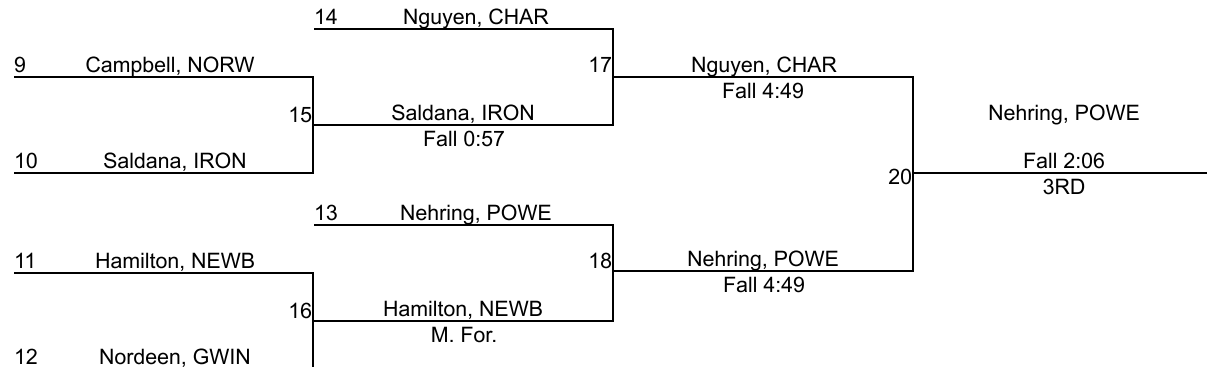 14 Nguyen, CHAR
9 Campbell, NORW
17 Nguyen, CHAR
Fall 4:49
15 Saldana, IRON
Fall 0:57
Nehring, POWE
10 Saldana, IRON
Fall 2:06
20
3RD
13 Nehring, POWE
11 Hamilton, NEWB
18 Nehring, POWE
Fall 4:49
16 Hamilton, NEWB
M. For.
12 Nordeen, GWIN